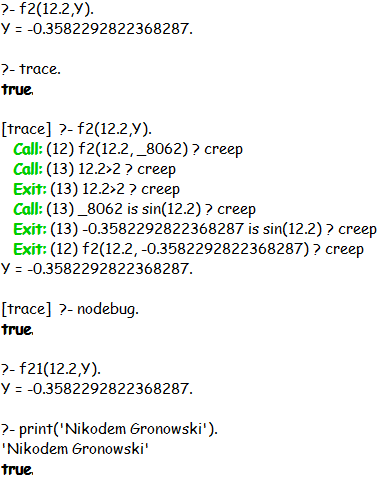 ?- f2(12.2,Y).
Y = -0.3582292822368287.
?- trace.
true.
[trace]  ?- f2(12.2,Y).
Call: (12) f2(12.2, _8062) ? creep
Call: (13) 12.2>2 ? creep
Exit: (13) 12.2>2 ? creep
Call: (13) _8062 is sin(12.2) ? creep
Exit: (13) -0.3582292822368287 is sin(12.2) ? creep
Exit: (12) f2(12.2, -0.3582292822368287) ? creep
Y = -0.3582292822368287.
[trace]  ?- nodebug.
true.
?- f21(12.2,Y).
Y = -0.3582292822368287.
?- print('Nikodem Gronowski').
'Nikodem Gronowski'
true.